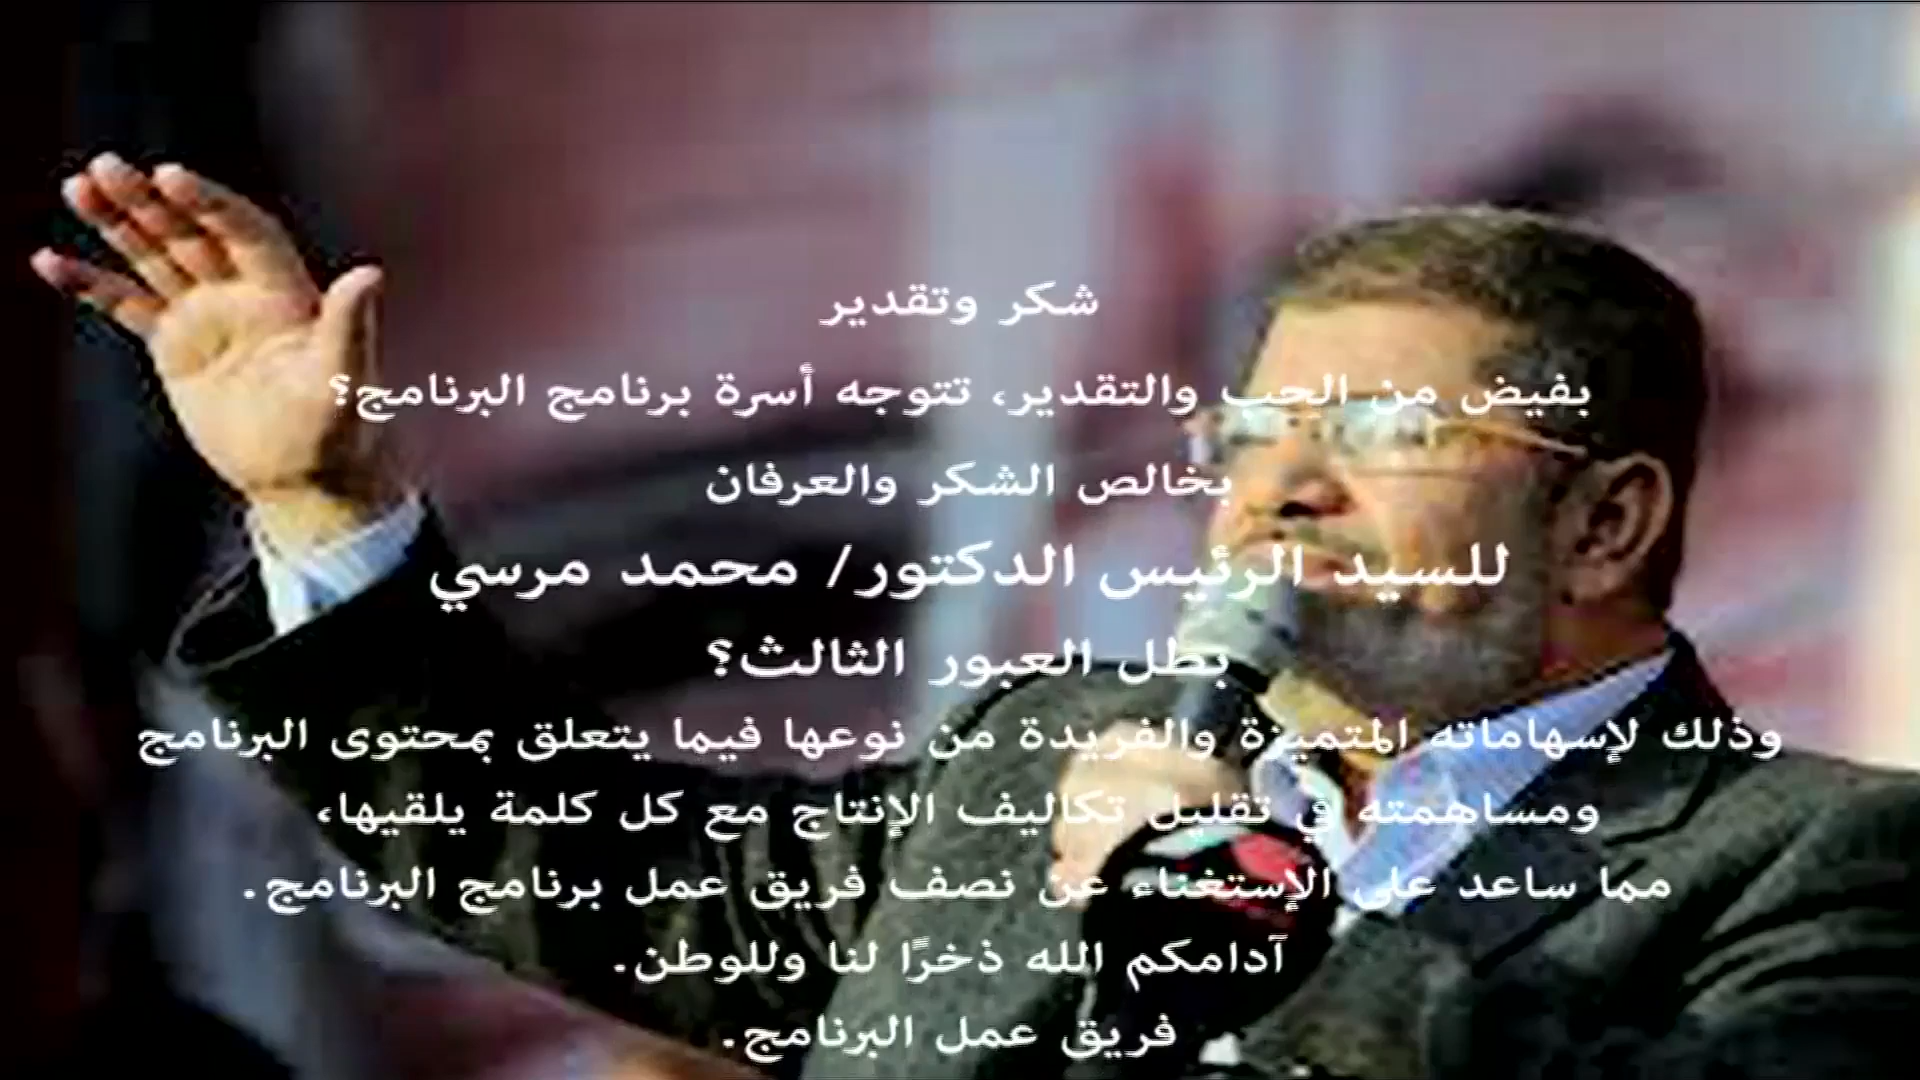 شكر وتقدير
بفيض من الحب والتقدير، تتوجه أسرة برنامج البرنامج؟
بخالص الشكر والعرفان
للسيد الرئيس الدكتور/ محمد مرسي
بطل العبور الثالث؟
وذلك لإسهاماته المتميزة والفريدة من نوعها فيما يتعلق بمحتوى البرنامج
ومساهمته في تقليل تكاليف الإنتاج مع كل كلمة يلقيها،
مما ساعد على الإستغناء عن نصف فريق عمل برنامج البرنامج.
آدامكم الله ذخرًا لنا وللوطن.
فريق عمل البرنامج.